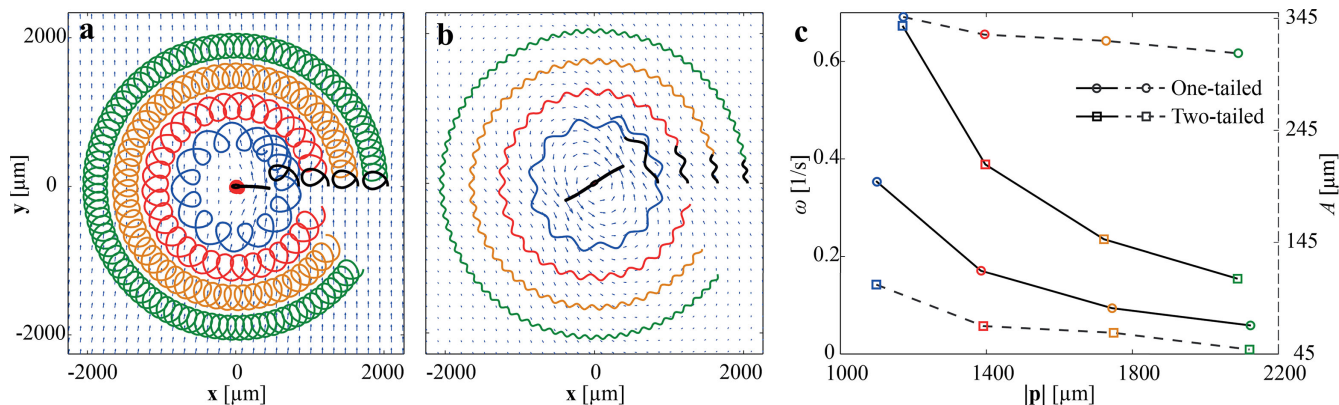 a
2000
0
-2000
y [µm]
-2000
0
2000
x [µm]
b
-2000
0
2000
x [µm]
c
0.6
0.4
0.2
0
ω [1/s]
One-tailed
Two-tailed
345
245
145
45
A [µm]
1000
1400
1800
2200
|p| [µm]